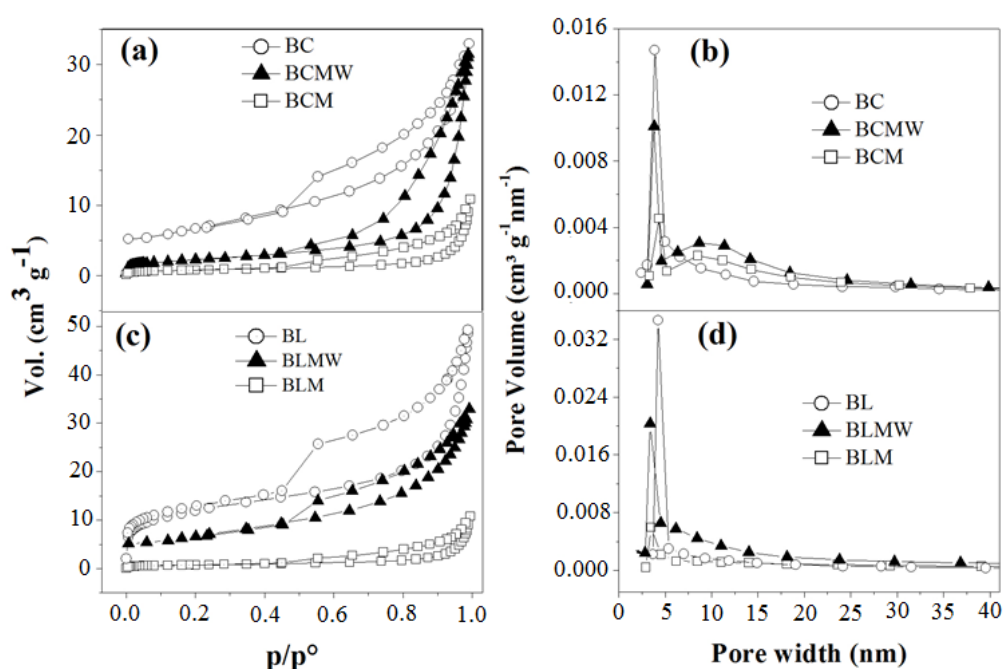 (a)
BC
BCMW
BCM
30
20
10
0
(b)
BC
BCMW
BCM
0.016
0.012
0.008
0.004
0.000
(c)
BL
BLMW
BLM
50
40
30
20
10
0
(d)
BL
BLMW
BLM
0.032
0.024
0.016
0.008
0.000
Vol. (cm³ g-1)
Pore Volume (cm³ g⁻¹nm⁻¹)
0.0 0.2 0.4 0.6 0.8 1.0
p/p°
0 5 10 15 20 25 30 35 40
Pore width (nm)